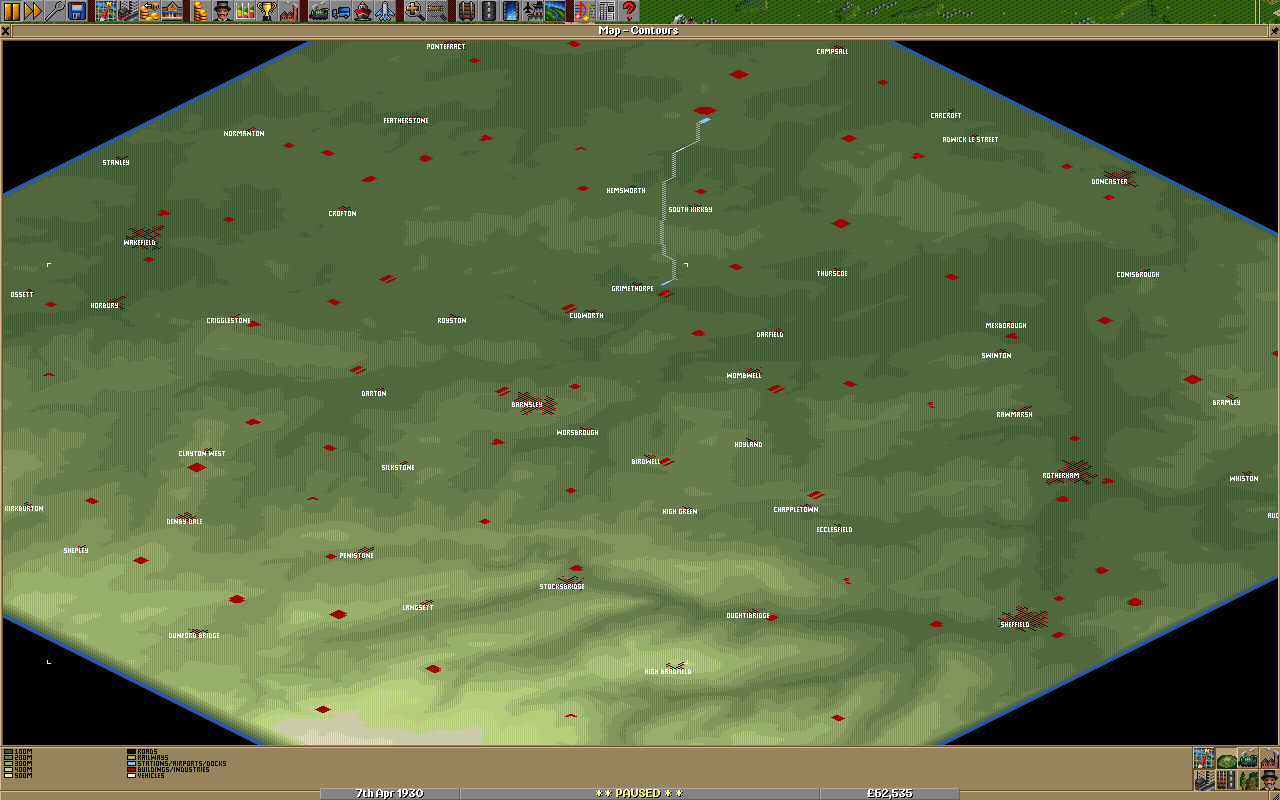 Map - Contours
PONTEFRACT
CAMPSALL
FEATHERSTONE
CARCROFT
NORMANTON
ADWICK LE STREET
STANLEY
DONCASTER
HEMSWORTH
CROFTON
SOUTH KIRKBY
WAKEFIELD
THURSCOE
CONISBROUGH
GRIMETHORPE
OSSETT
HORBURY
CUDWORTH
CRIGGLESTONE
ROYSTON
MEXBOROUGH
DARFIELD
SWINTON
WOMBWELL
DARTON
BRAMLEY
BARNSLEY
RAWMARSH
WORSBROUGH
HOYLAND
CLAYTON WEST
BIRDWELL
SILKSTONE
ROTHERHAM
WHISTON
KIRKBURTON
HIGH GREEN
CHAPPLETOWN
AUG
DENBY DALE
ECCLESFIELD
SHEPLEY
PENISTONE
STOCKSBRIDGE
LANGSETT
OUGHTIBRIDGE
SHEFFIELD
DUNFORD BRIDGE
HIGH BRADFIELD
100M
200M
300M
400M
500M
ROADS
RAILWAYS
STATIONS/AIRPORTS/DOCKS
BUILDINGS/INDUSTRIES
VEHICLES
7th Apr 1930
** PAUSED **
£62,535